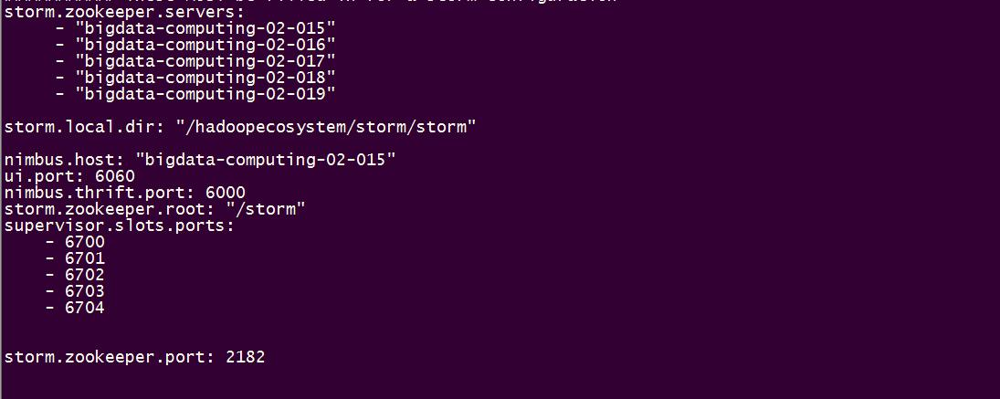 storm.zookeeper.servers:
     - "bigdata-computing-02-015"
     - "bigdata-computing-02-016"
     - "bigdata-computing-02-017"
     - "bigdata-computing-02-018"
     - "bigdata-computing-02-019"
storm.local.dir: "/hadoopecosystem/storm/storm"
nimbus.host: "bigdata-computing-02-015"
ui.port: 6060
nimbus.thrift.port: 6000
storm.zookeeper.root: "/storm"
supervisor.slots.ports:
    - 6700
    - 6701
    - 6702
    - 6703
    - 6704
storm.zookeeper.port: 2182